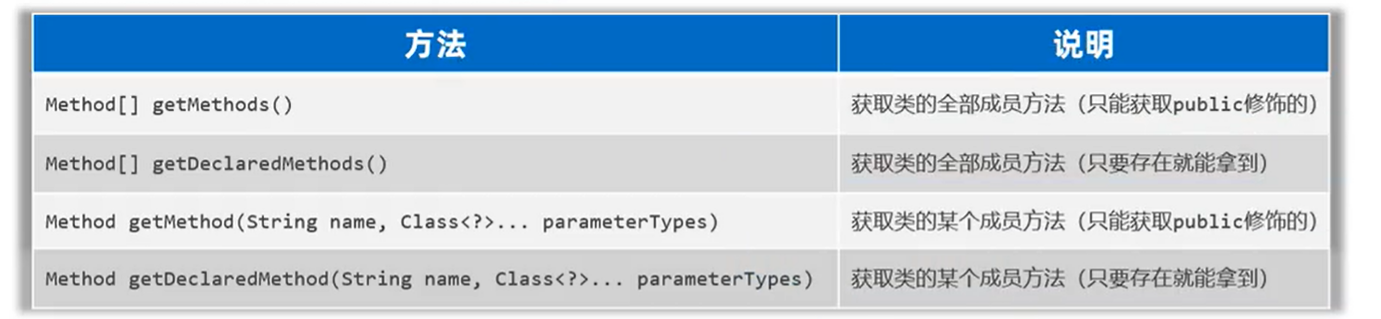 方法 说明
Method[] getMethods() 获取类的全部成员方法（只能获取public修饰的）
Method[] getDeclaredMethods() 获取类的全部成员方法（只要存在就能拿到）
Method getMethod(String name, Class<?>... parameterTypes) 获取类的某个成员方法（只能获取public修饰的）
Method getDeclaredMethod(String name, Class<?>... parameterTypes) 获取类的某个成员方法（只要存在就能拿到）